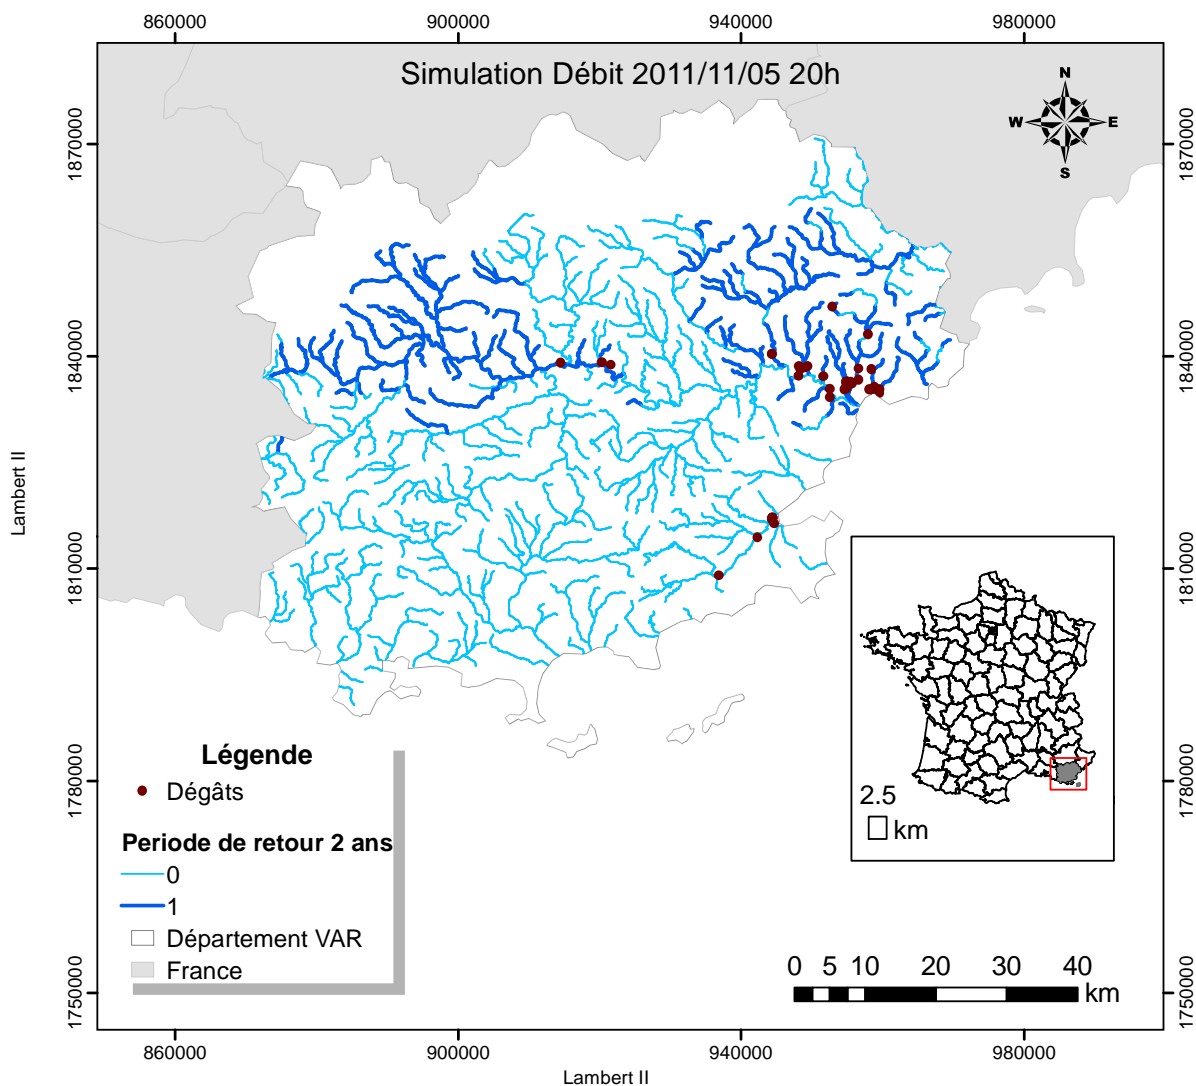 860000
900000
940000
980000
Simulation Débit 2011/11/05 20h
N
W
E
S
1870000
1870000
1840000
1840000
Lambert II
1810000
1810000
1780000
1780000
1750000
1750000
Légende
Dégâts
Periode de retour 2 ans
0
1
Département VAR
France
2.5
km
0 5 10 20 30 40
km
860000
900000
940000
980000
Lambert II